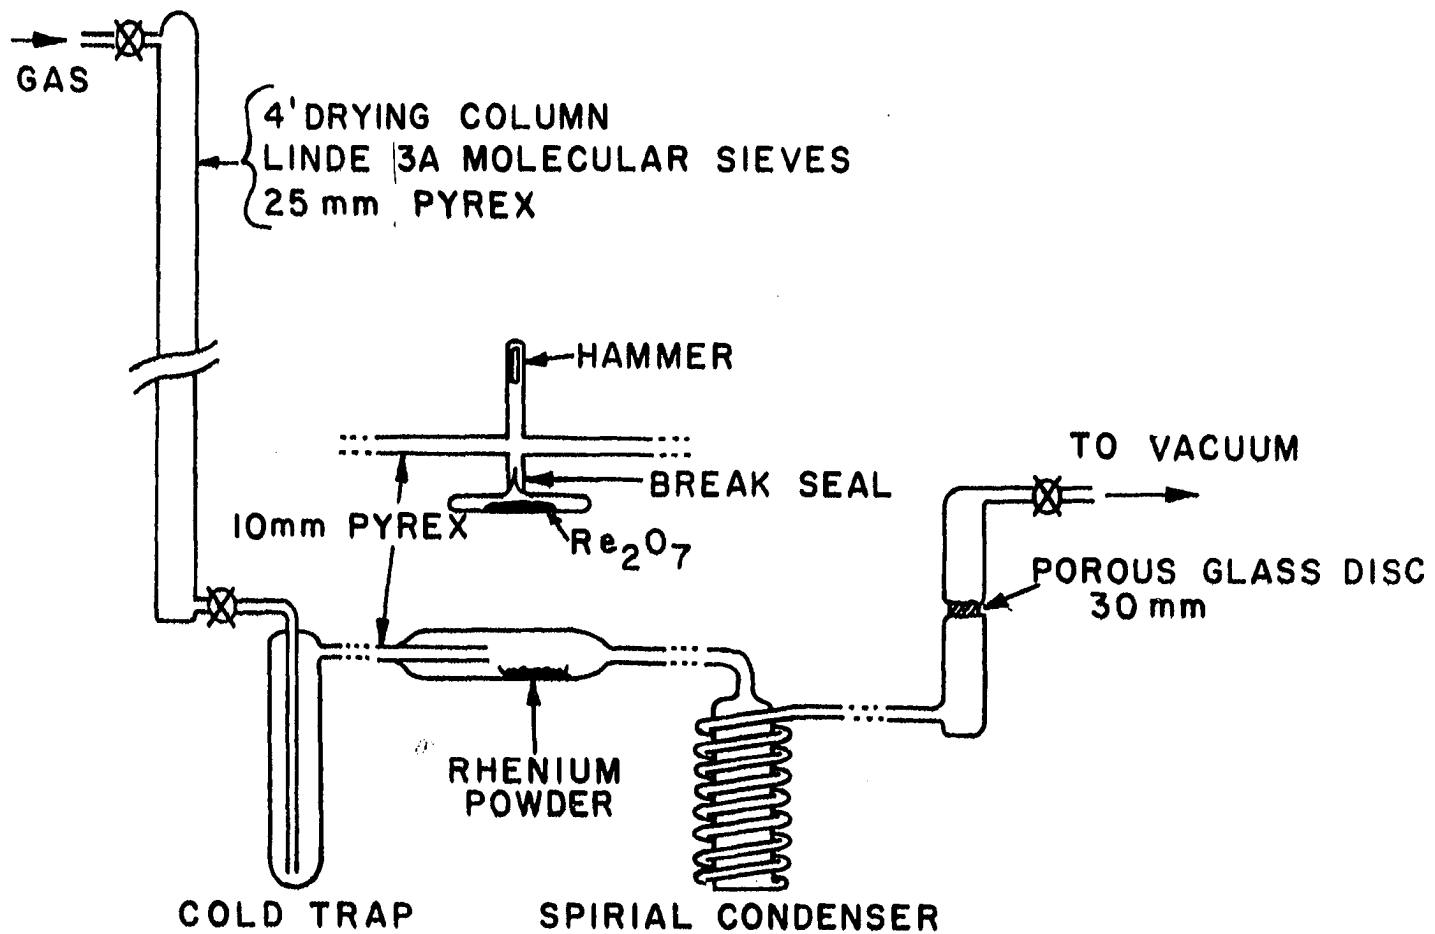 GAS
4' DRYING COLUMN
LINDE 3A MOLECULAR SIEVES
25 mm PYREX
HAMMER
BREAK SEAL
10mm PYREX
Re₂O₇
TO VACUUM
POROUS GLASS DISC
30 mm
RHENIUM
POWDER
COLD TRAP
SPIRIAL CONDENSER